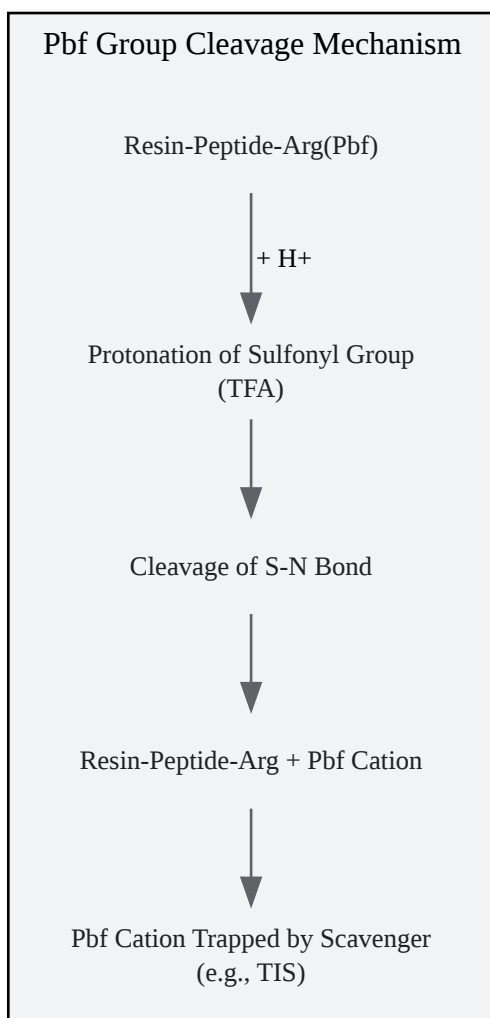 Pbf Group Cleavage Mechanism
Resin-Peptide-Arg(Pbf)
+ H+
Protonation of Sulfonyl Group
(TFA)
Cleavage of S-N Bond
Resin-Peptide-Arg + Pbf Cation
Pbf Cation Trapped by Scavenger
(e.g., TIS)